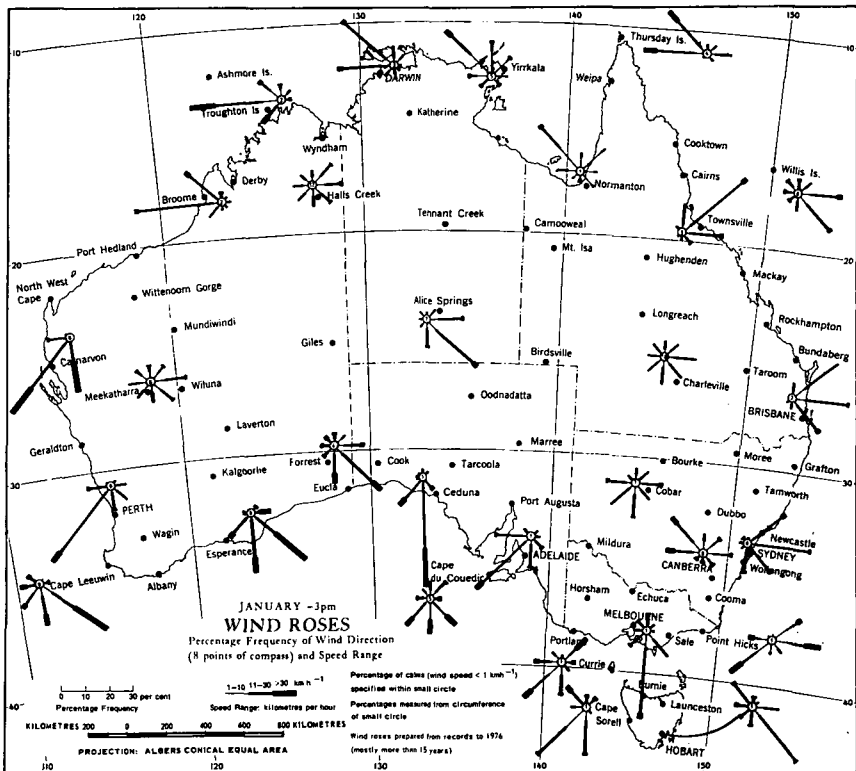 120
130
140
150
10
Thursday Is.
Ashmore Is.
DARWIN
Yirrkala
Weipa
Troughton Is
Katherine
Wyndham
Cooktown
Derby
Willis Is.
Cairns
Broome
Halls Creek
Normanton
Tennant Creek
Camooweal
Townsville
Port Hedland
Mt. Isa
Hughenden
20
20
North West
Cape
Wittenoom Gorge
Mackay
Alice Springs
Longreach
Mundiwindi
Rockhampton
Giles
Carnarvon
Birdsville
Bundaberg
Meekatharra
Wiluna
Charleville
Taroom
Oodnadatta
BRISBANE
Laverton
Geraldton
Marree
Moree
Forrest
Cook
Tarcoola
Bourke
Grafton
Kalgoorlie
30
30
Eucla
Ceduna
Cobar
Tamworth
PERTH
Port Augusta
Dubbo
Wagin
Newcastle
Esperance
Mildura
SYDNEY
ADELAIDE
CANBERRA
Wollongong
Cape Leeuwin
Albany
Cape
du Couedic
Horsham
Echuca
Cooma
JANUARY -3pm
WIND ROSES
Percentage Frequency of Wind Direction
(8 points of compass) and Speed Range
MELBOURNE
Portland
Sale
Point Hicks
Currie
0 10 20 30 per cent
Percentage Frequency
1-10 11-30 >30 km h⁻¹
Speed Range: kilometres per hour
Percentage of calms (wind speed < 1 kmh⁻¹)
specified within small circle
Percentages measured from circumference
of small circle
Wind roses prepared from records to 1976
(mostly more than 15 years)
Burnie
Launceston
Cape
Sorell
HOBART
40
40
KILOMETRES 200 0 200 400 600 800 KILOMETRES
PROJECTION: ALBERS CONICAL EQUAL AREA
120
130
140
150